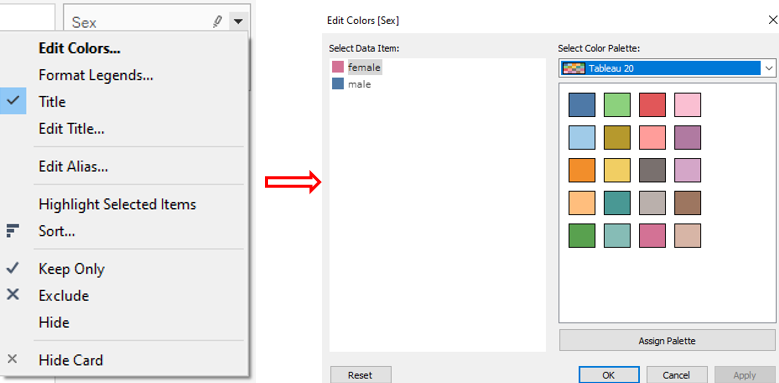 Sex
Edit Colors...
Format Legends...
Title
Edit Title...
Edit Alias...
Highlight Selected Items
Sort...
Keep Only
Exclude
Hide
Hide Card
Edit Colors [Sex]
Select Data Item:
female
male
Select Color Palette:
Tableau 20
Assign Palette
Reset
OK
Cancel
Apply